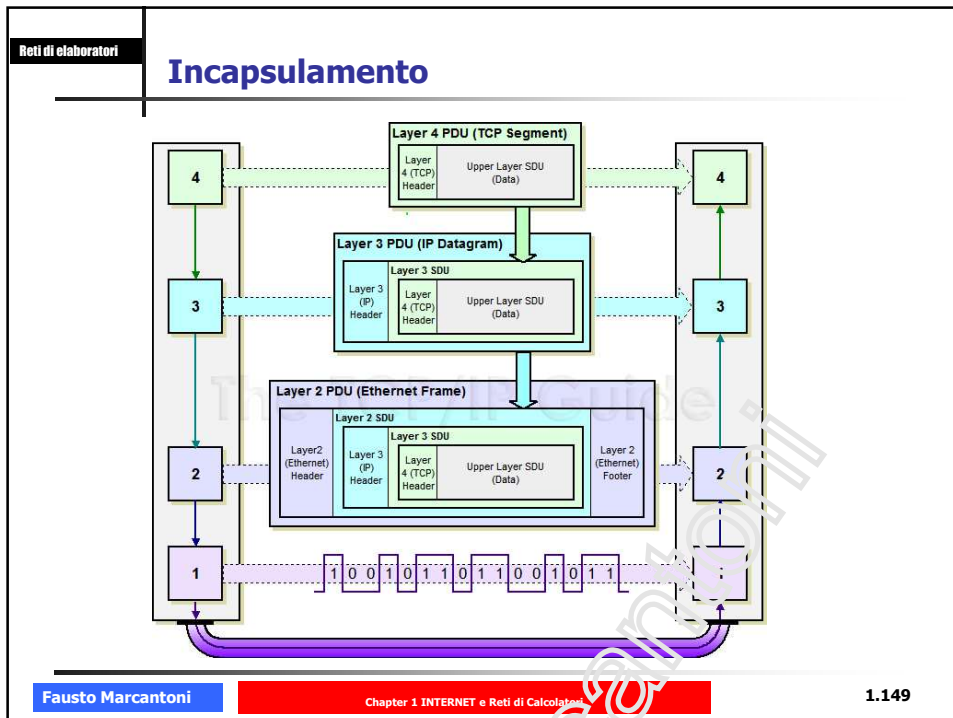 Reti di elaboratori
Incapsulamento
Layer 4 PDU (TCP Segment)
Layer
4 (TCP)
Header
Upper Layer SDU
(Data)
4
4
Layer 3 PDU (IP Datagram)
Layer 3 SDU
Layer 3
(IP)
Header
Layer
4 (TCP)
Header
Upper Layer SDU
(Data)
3
3
The TCP/IP Guide
Layer 2 PDU (Ethernet Frame)
Layer 2 SDU
Layer2
(Ethernet)
Header
Layer 3
(IP)
Header
Layer 3 SDU
Layer
4 (TCP)
Header
Upper Layer SDU
(Data)
Layer 2
(Ethernet)
Footer
2
2
1
1 0 0 1 0 1 1 0 1 1 0 0 1 0 1 1
1
Fausto Marcantoni
Chapter 1 INTERNET e Reti di Calcolatori
1.149